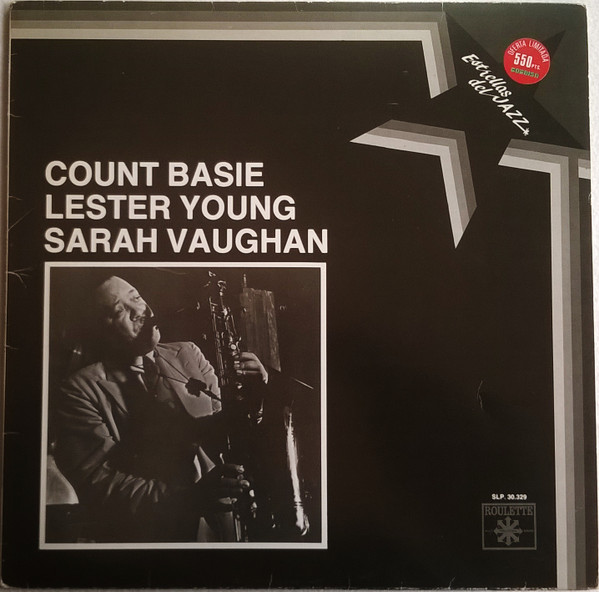 OFERTA LIMITADA
550 PTS.
Estrellas
del JAZZ*
COUNT BASIE
LESTER YOUNG
SARAH VAUGHAN
SLP. 30.329
ROULETTE